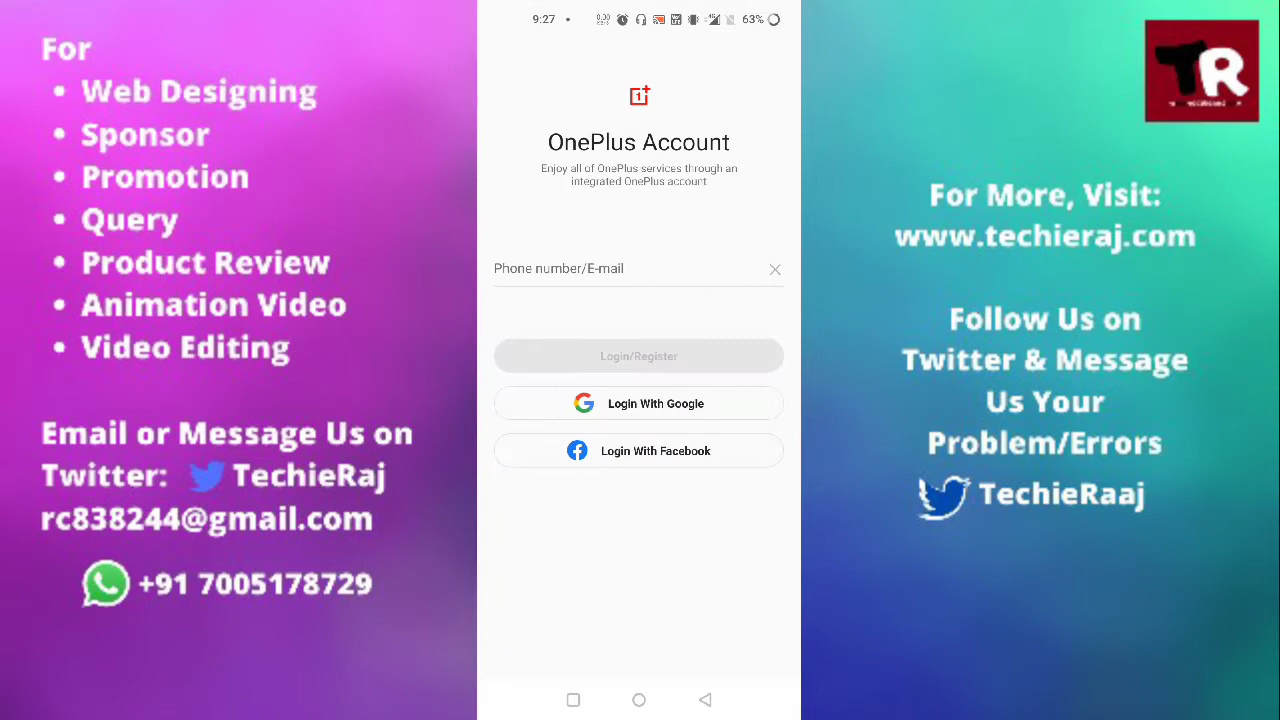 For
• Web Designing
• Sponsor
• Promotion
• Query
• Product Review
• Animation Video
• Video Editing
Email or Message Us on
Twitter: TechieRaj
rc838244@gmail.com
+91 7005178729
9:27 • 0.00 63%
OnePlus Account
Enjoy all of OnePlus services through an
integrated OnePlus account
Phone number/E-mail
Login/Register
Login With Google
Login With Facebook
TR
For More, Visit:
www.techieraj.com
Follow Us on
Twitter & Message
Us Your
Problem/Errors
TechieRaaj